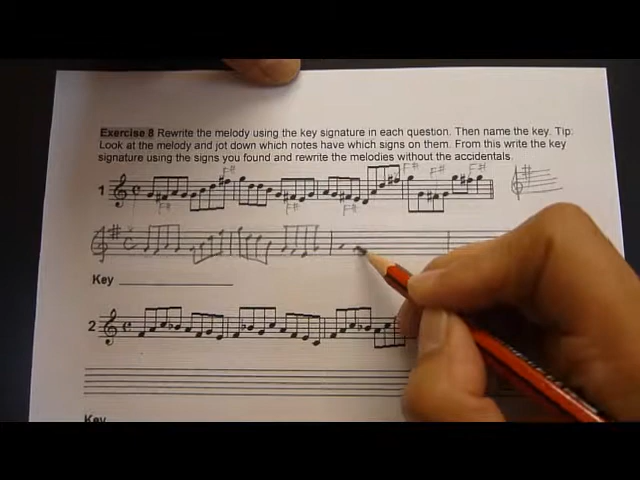 Exercise 8 Rewrite the melody using the key signature in each question. Then name the key. Tip:
Look at the melody and jot down which notes have which signs on them. From this write the key
signature using the signs you found and rewrite the melodies without the accidentals.
F# F# F#
1
F# F# F#
Key
2
Key